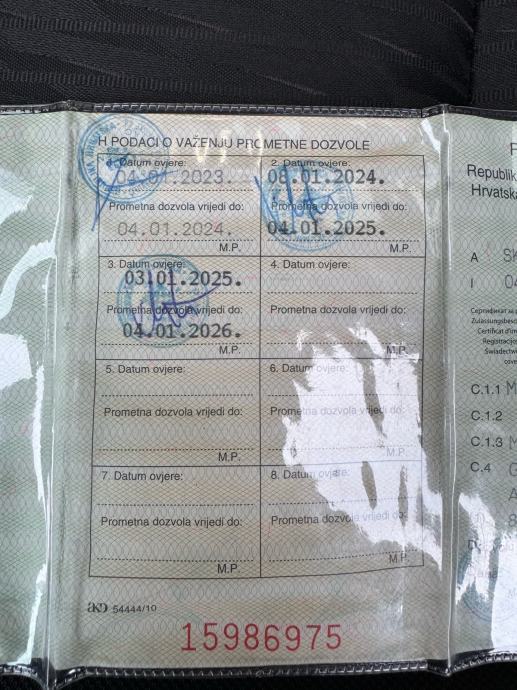 H PODACI O VAŽENJU PROMETNE DOZVOLE
1. Datum ovjere:
04.01.2023.
Prometna dozvola vrijedi do:
04.01.2024.
M.P.
2. Datum ovjere:
08.01.2024.
Prometna dozvola vrijedi do:
04.01.2025.
M.P.
3. Datum ovjere:
03.01.2025.
Prometna dozvola vrijedi do:
04.01.2026.
M.P.
4. Datum ovjere:
Prometna dozvola vrijedi do:
M.P.
5. Datum ovjere:
Prometna dozvola vrijedi do:
M.P.
6. Datum ovjere:
Prometna dozvola vrijedi do:
M.P.
7. Datum ovjere:
Prometna dozvola vrijedi do:
M.P.
8. Datum ovjere:
Prometna dozvola vrijedi do:
M.P.
AKD 54444/10
15986975
Republik
Hrvatska
A SK
I 04
C.1.1 M
C.1.2
C.1.3 M
C.4 G
A
8